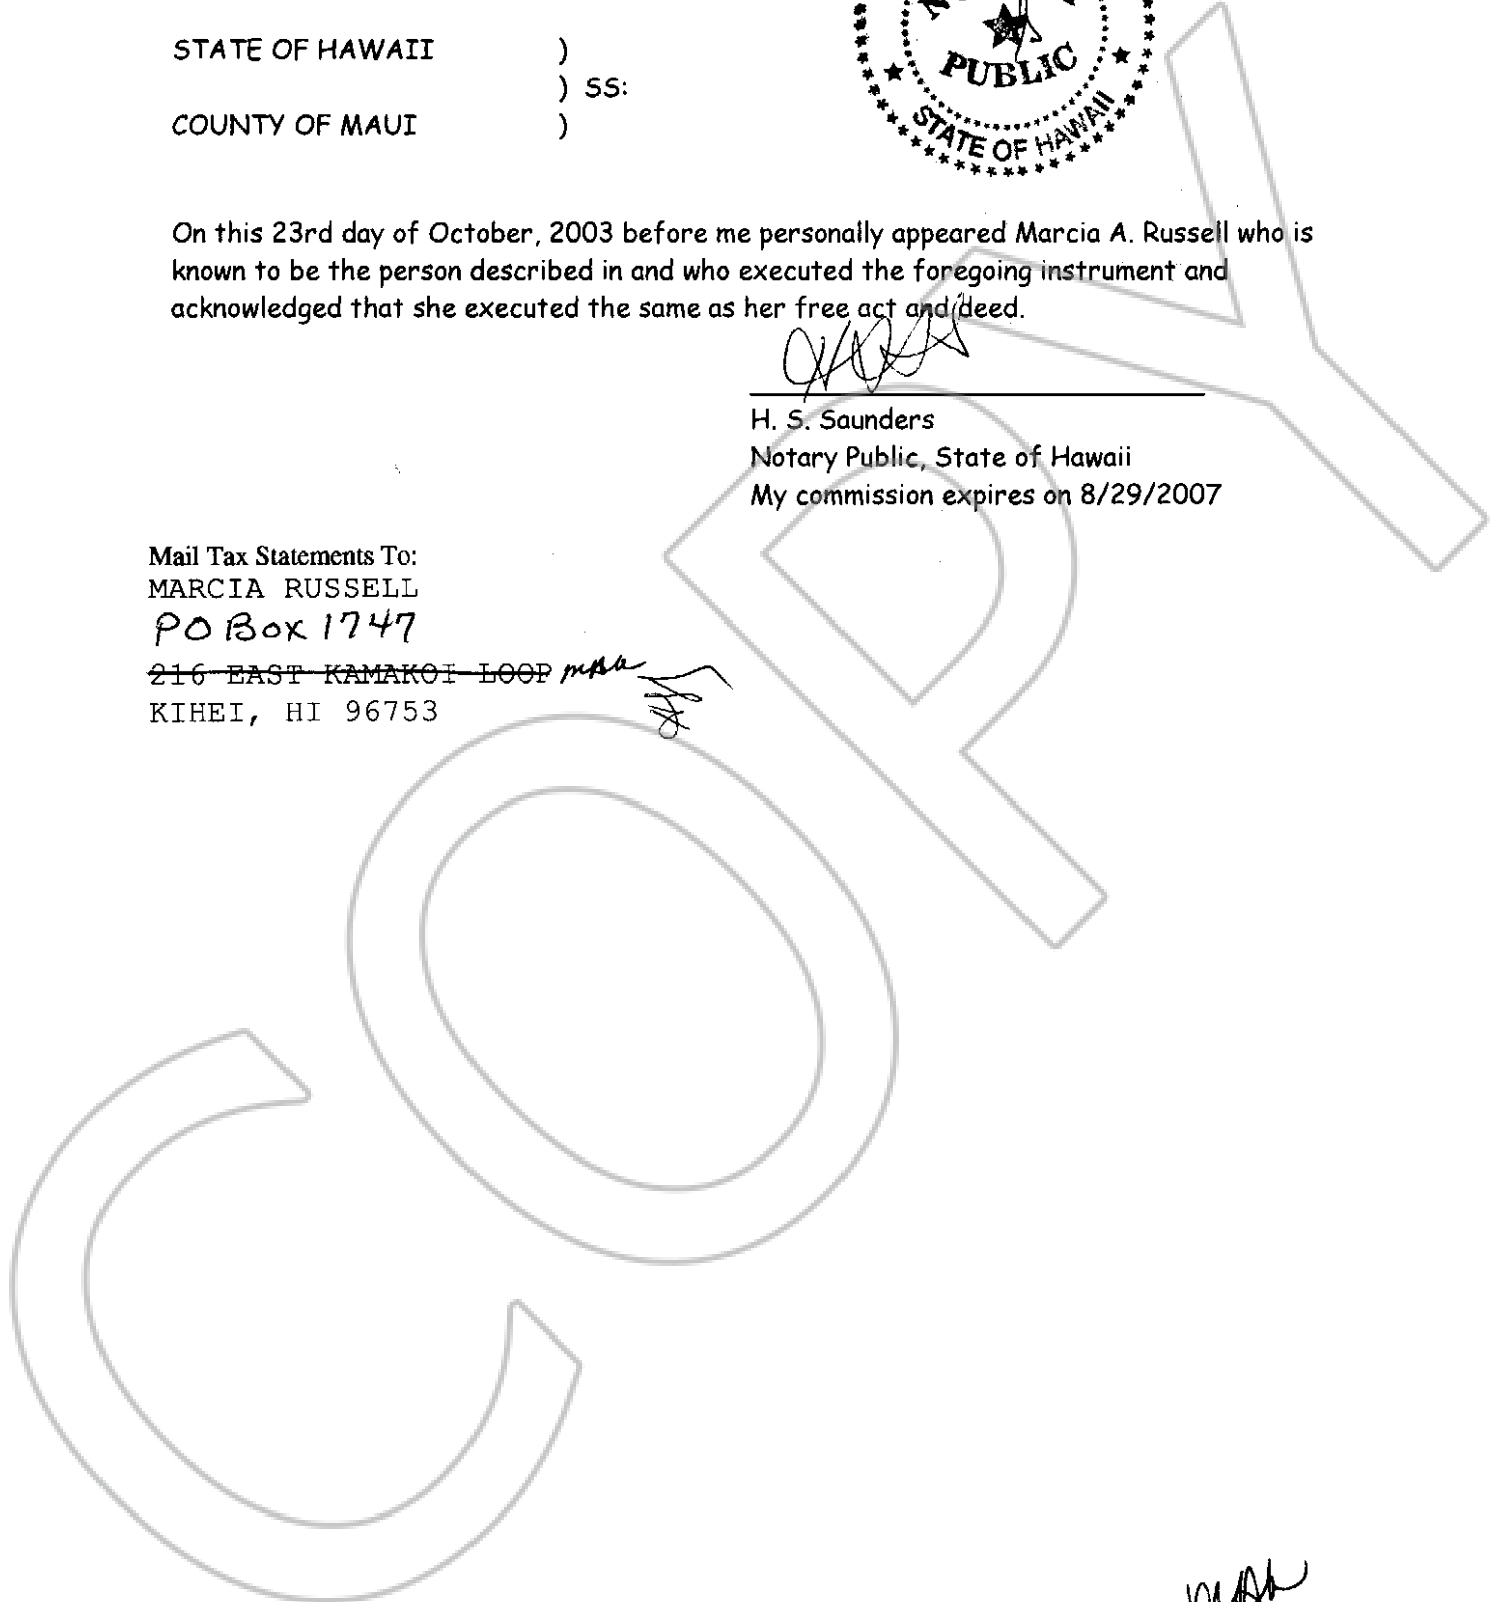 PUBLIC
STATE OF HAWAII
STATE OF HAWAII )
) SS:
COUNTY OF MAUI )
On this 23rd day of October, 2003 before me personally appeared Marcia A. Russell who is
known to be the person described in and who executed the foregoing instrument and
acknowledged that she executed the same as her free act and deed.
H. S. Saunders
Notary Public, State of Hawaii
My commission expires on 8/29/2007
Mail Tax Statements To:
MARCIA RUSSELL
PO Box 1747
216 EAST KAMAKOI LOOP
KIHEI, HI 96753
COPY